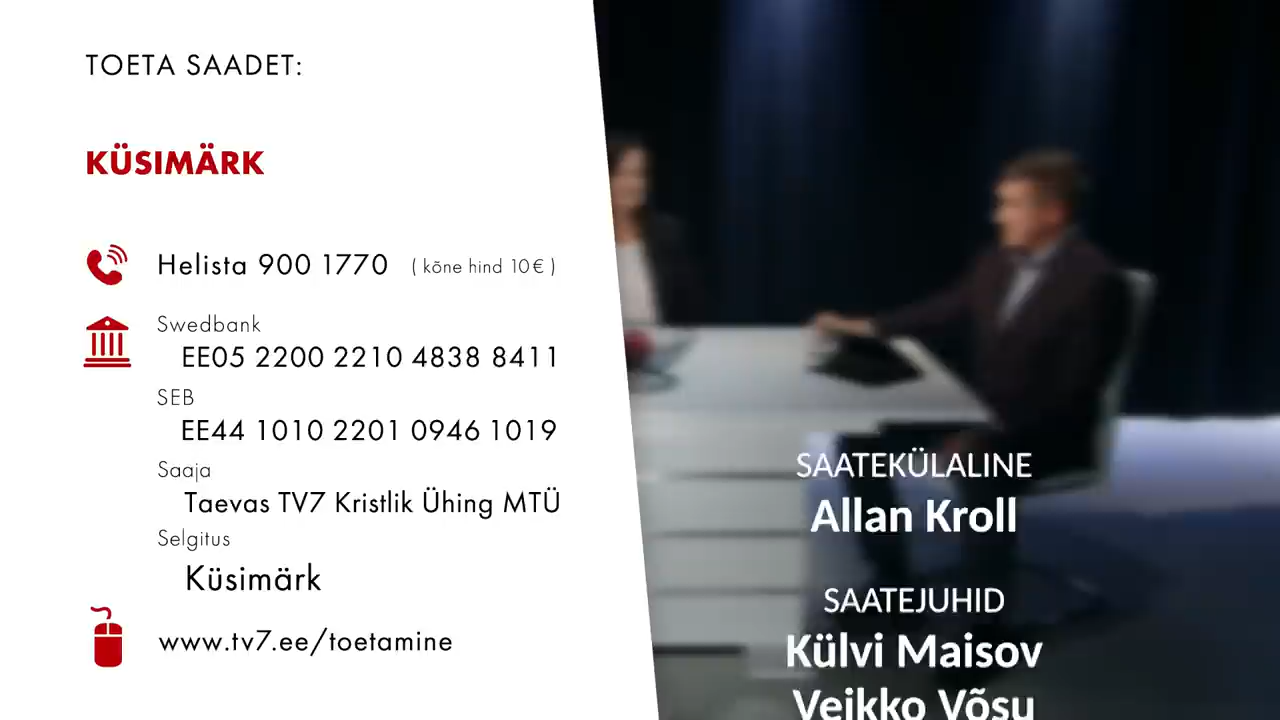 TOETA SAADET:
KÜSIMÄRK
Helista 900 1770 ( kõne hind 10€ )
Swedbank
EE05 2200 2210 4838 8411
SEB
EE44 1010 2201 0946 1019
Saaja
Taevas TV7 Kristlik Ühing MTÜ
Selgitus
Küsimärk
www.tv7.ee/toetamine
SAATEKÜLALINE
Allan Kroll
SAATEJUHID
Külvi Maisov
Veikko Võsu